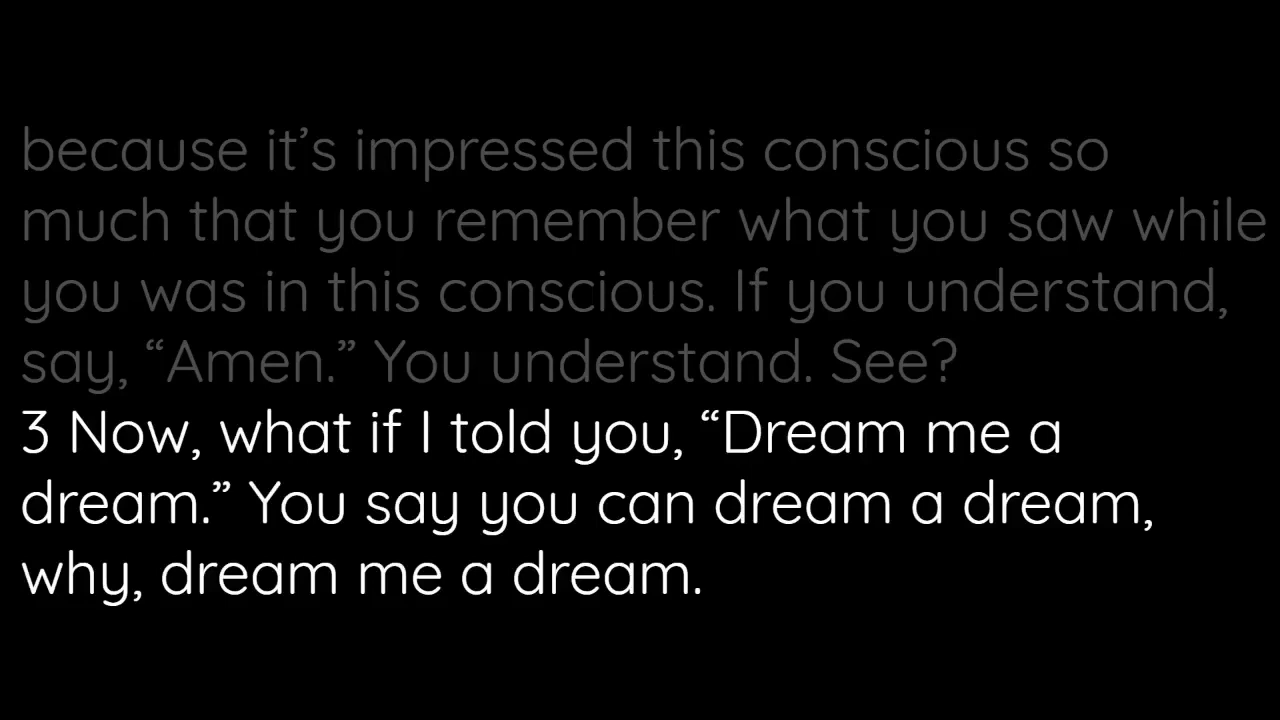 because it’s impressed this conscious so
much that you remember what you saw while
you was in this conscious. If you understand,
say, “Amen.” You understand. See?
3 Now, what if I told you, “Dream me a
dream.” You say you can dream a dream,
why, dream me a dream.